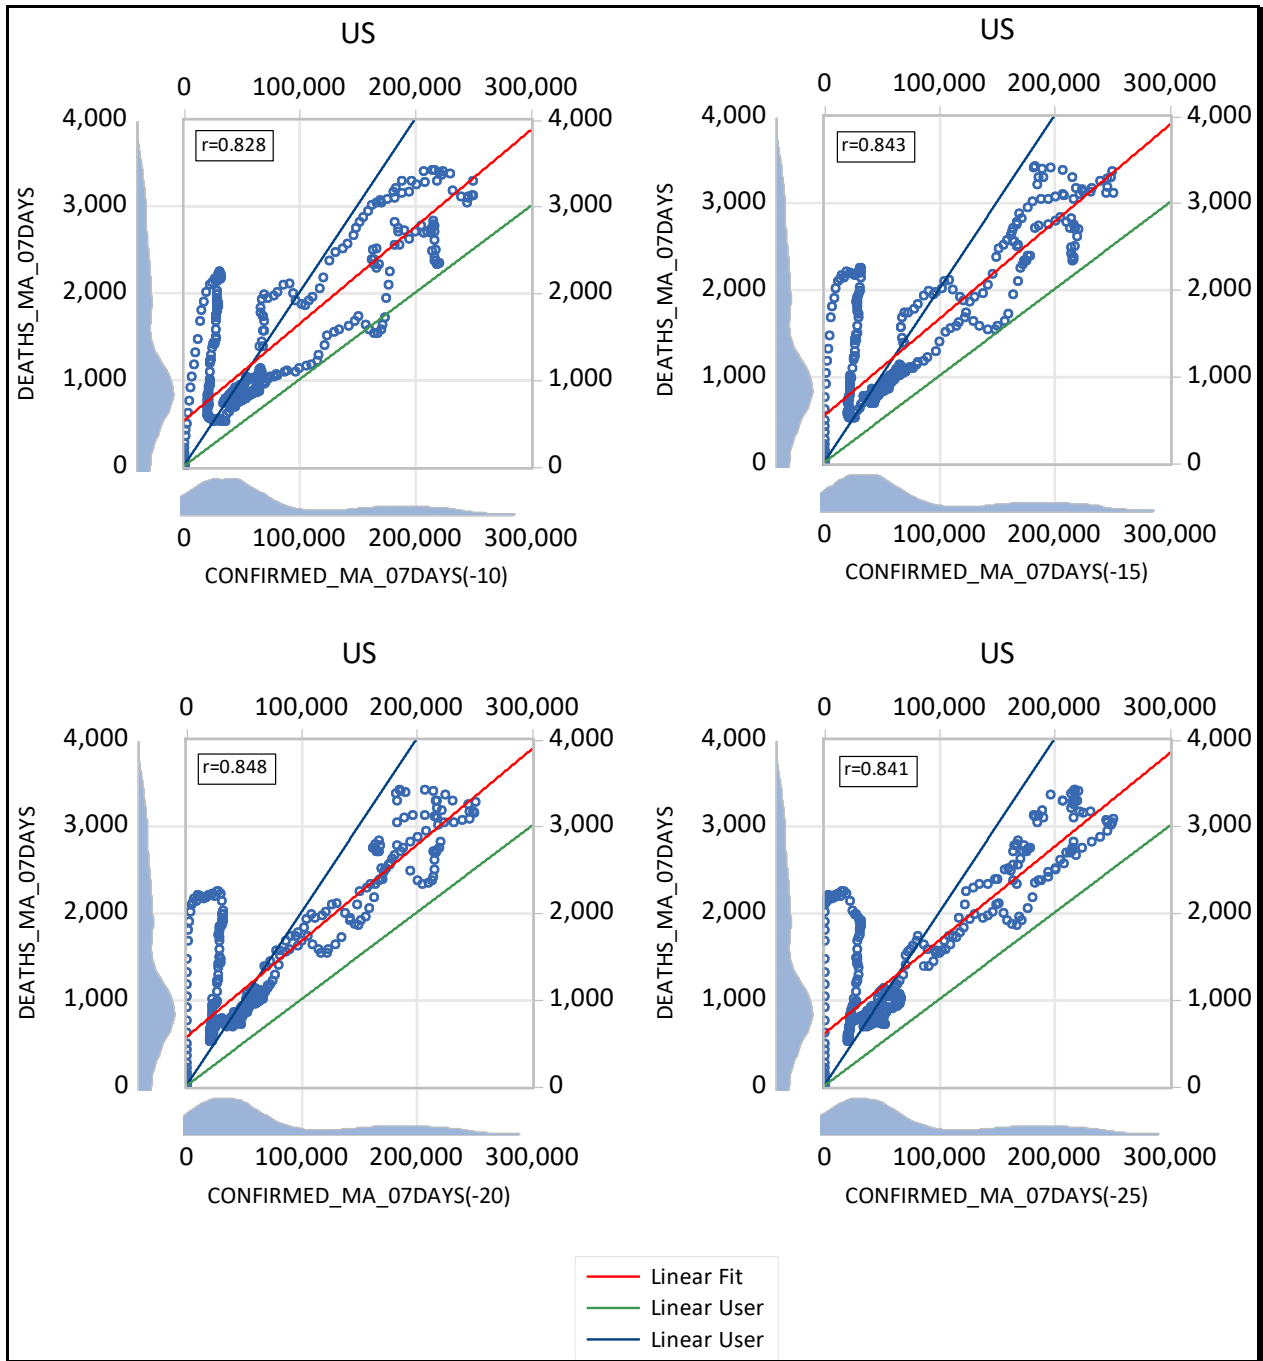 US
0 100,000 200,000 300,000
4,000 4,000
r=0.828
3,000 3,000
DEATHS_MA_07DAYS
2,000 2,000
1,000 1,000
0 0
0 100,000 200,000 300,000
CONFIRMED_MA_07DAYS(-10)
US
0 100,000 200,000 300,000
4,000 4,000
r=0.843
3,000 3,000
DEATHS_MA_07DAYS
2,000 2,000
1,000 1,000
0 0
0 100,000 200,000 300,000
CONFIRMED_MA_07DAYS(-15)
US
0 100,000 200,000 300,000
4,000 4,000
r=0.848
3,000 3,000
DEATHS_MA_07DAYS
2,000 2,000
1,000 1,000
0 0
0 100,000 200,000 300,000
CONFIRMED_MA_07DAYS(-20)
US
0 100,000 200,000 300,000
4,000 4,000
r=0.841
3,000 3,000
DEATHS_MA_07DAYS
2,000 2,000
1,000 1,000
0 0
0 100,000 200,000 300,000
CONFIRMED_MA_07DAYS(-25)
Linear Fit
Linear User
Linear User